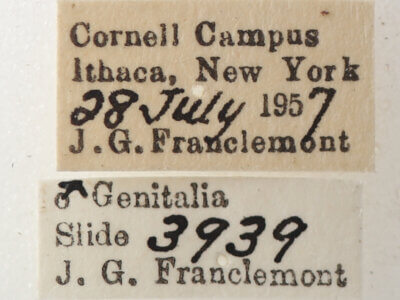 Cornell Campus
Ithaca, New York
28 July 1957
J. G. Franclemont
♂ Genitalia
Slide 3939
J. G. Franclemont